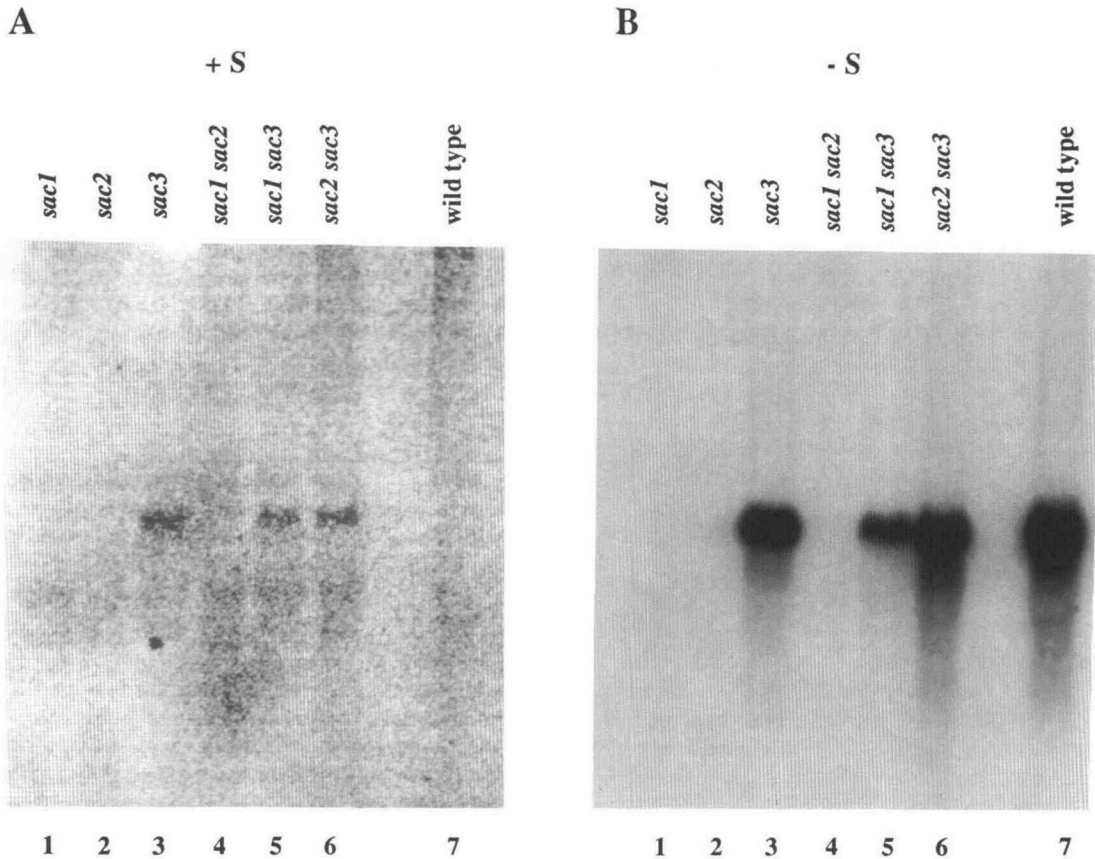 A
+ S
sac1
sac2
sac3
sac1 sac2
sac1 sac3
sac2 sac3
wild type
1 2 3 4 5 6 7
B
- S
sac1
sac2
sac3
sac1 sac2
sac1 sac3
sac2 sac3
wild type
1 2 3 4 5 6 7